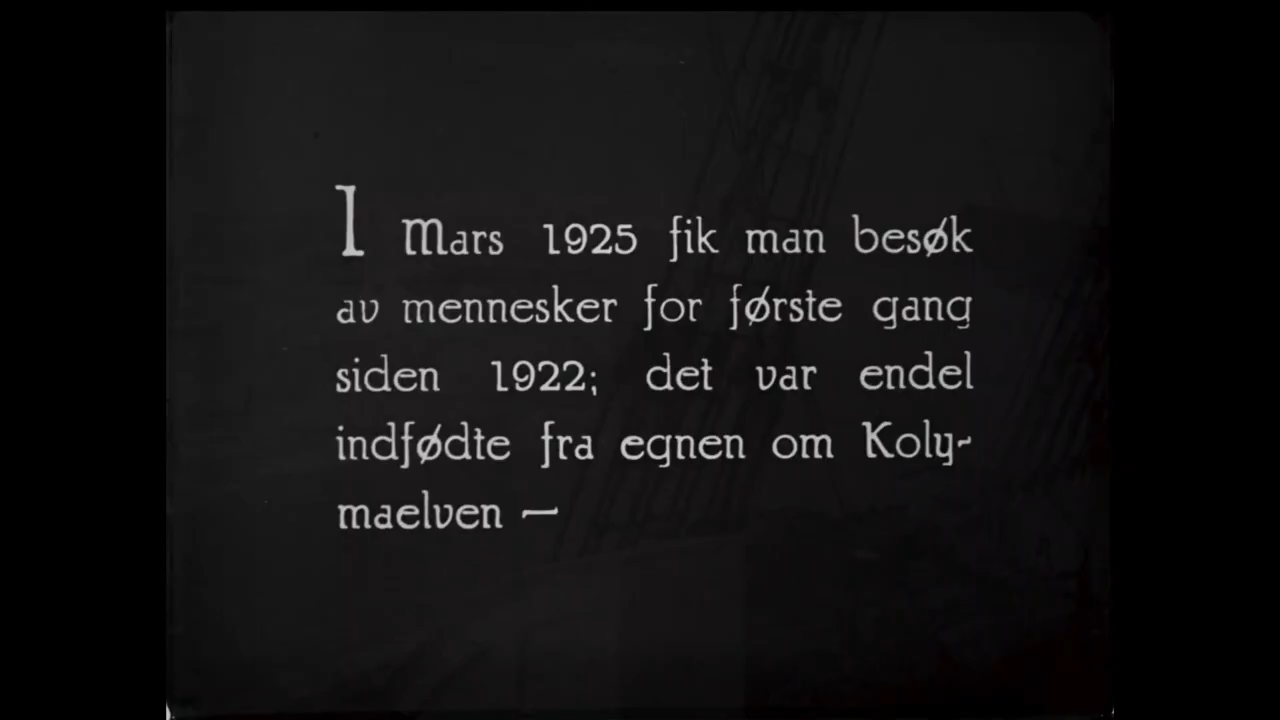 I Mars 1925 fik man besøk
av mennesker for første gang
siden 1922; det var endel
indfødte fra egnen om Koly-
maelven —